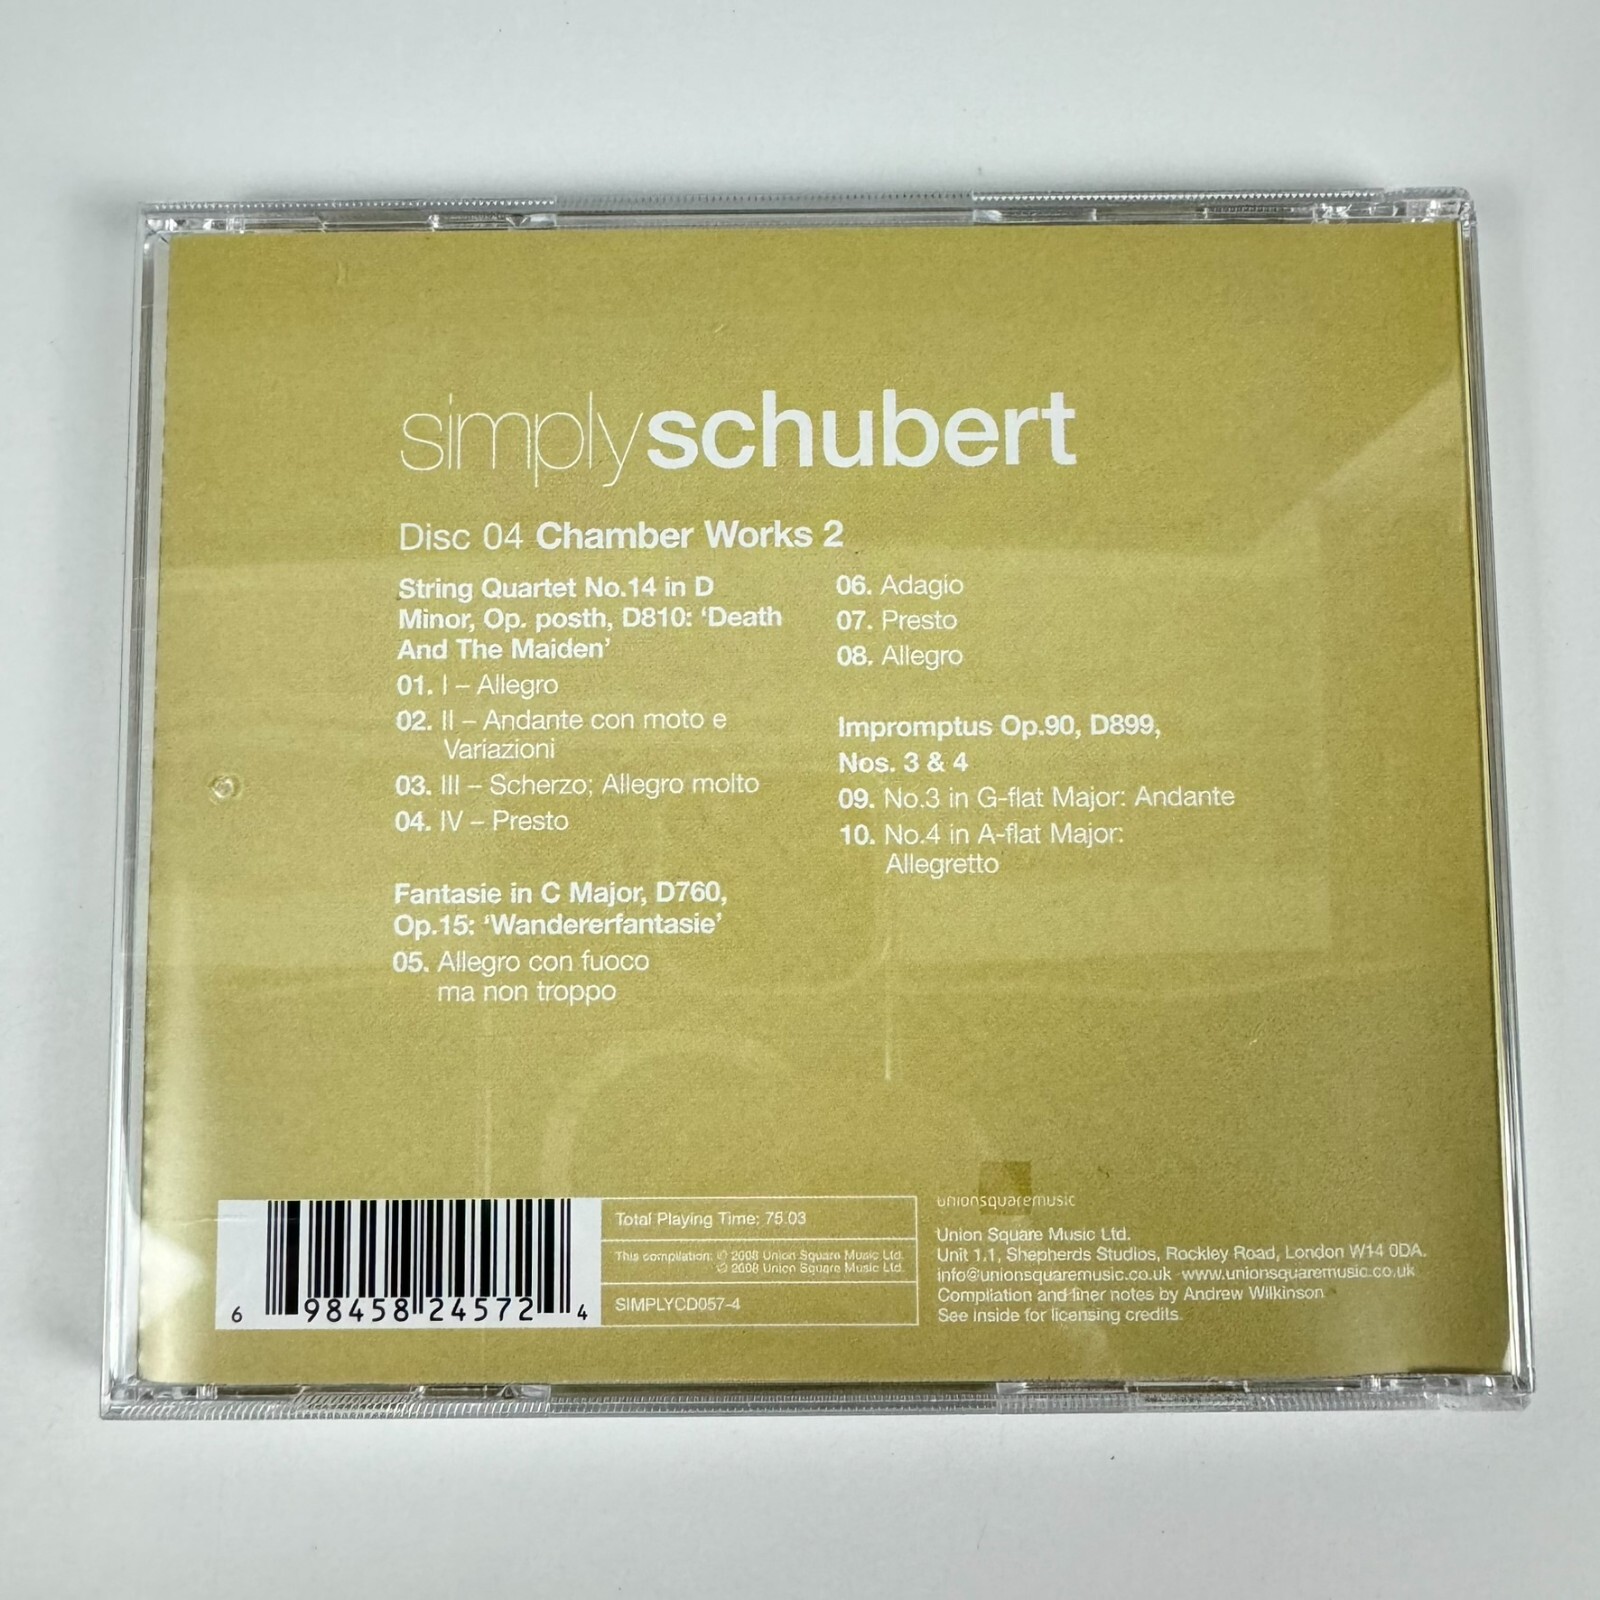 simplyschubert
Disc 04 Chamber Works 2
String Quartet No.14 in D
Minor, Op. posth, D810: ‘Death
And The Maiden’
01. I – Allegro
02. II – Andante con moto e
Variazioni
03. III – Scherzo; Allegro molto
04. IV – Presto
Fantasie in C Major, D760,
Op.15: ‘Wandererfantasie’
05. Allegro con fuoco
ma non troppo
06. Adagio
07. Presto
08. Allegro
Impromptus Op.90, D899,
Nos. 3 & 4
09. No.3 in G-flat Major: Andante
10. No.4 in A-flat Major:
Allegretto
6 98458 24572 4
Total Playing Time: 75.03
This compilation: ℗ 2008 Union Square Music Ltd.
© 2008 Union Square Music Ltd.
SIMPLYCD057-4
unionsquaremusic
Union Square Music Ltd.
Unit 1.1, Shepherds Studios, Rockley Road, London W14 0DA.
info@unionsquaremusic.co.uk www.unionsquaremusic.co.uk
Compilation and liner notes by Andrew Wilkinson
See inside for licensing credits.